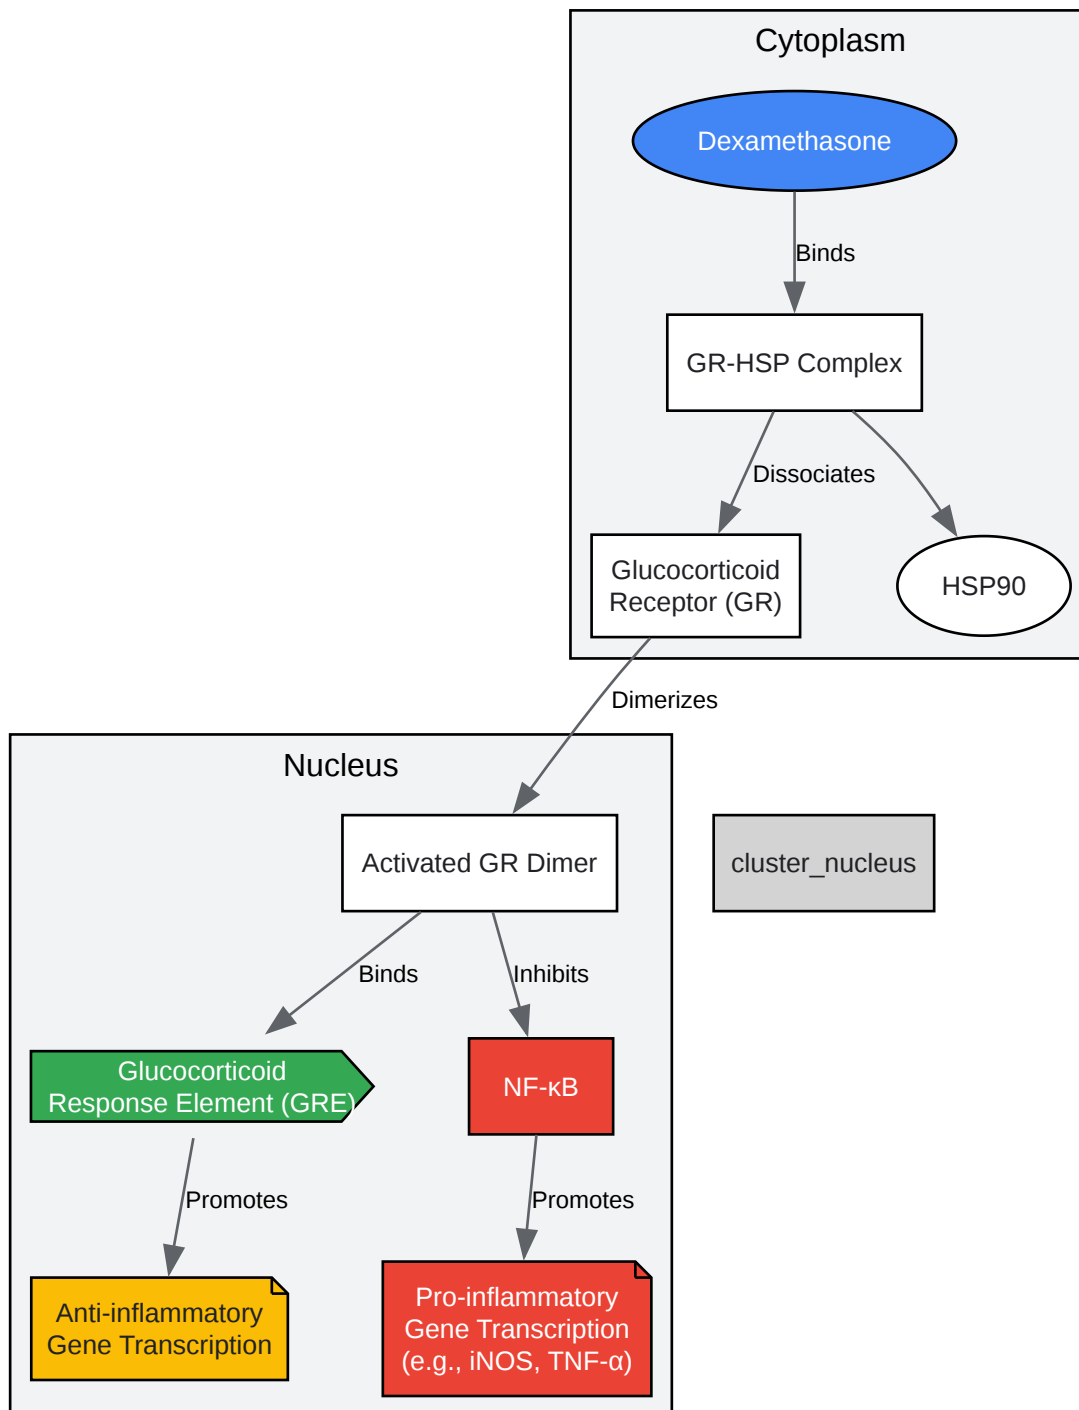 Cytoplasm
Dexamethasone
Binds
GR-HSP Complex
Dissociates
Glucocorticoid
Receptor (GR)
HSP90
Dimerizes
Nucleus
Activated GR Dimer
cluster_nucleus
Binds
Inhibits
Glucocorticoid
Response Element (GRE)
NF-κB
Promotes
Promotes
Anti-inflammatory
Gene Transcription
Pro-inflammatory
Gene Transcription
(e.g., iNOS, TNF-α)